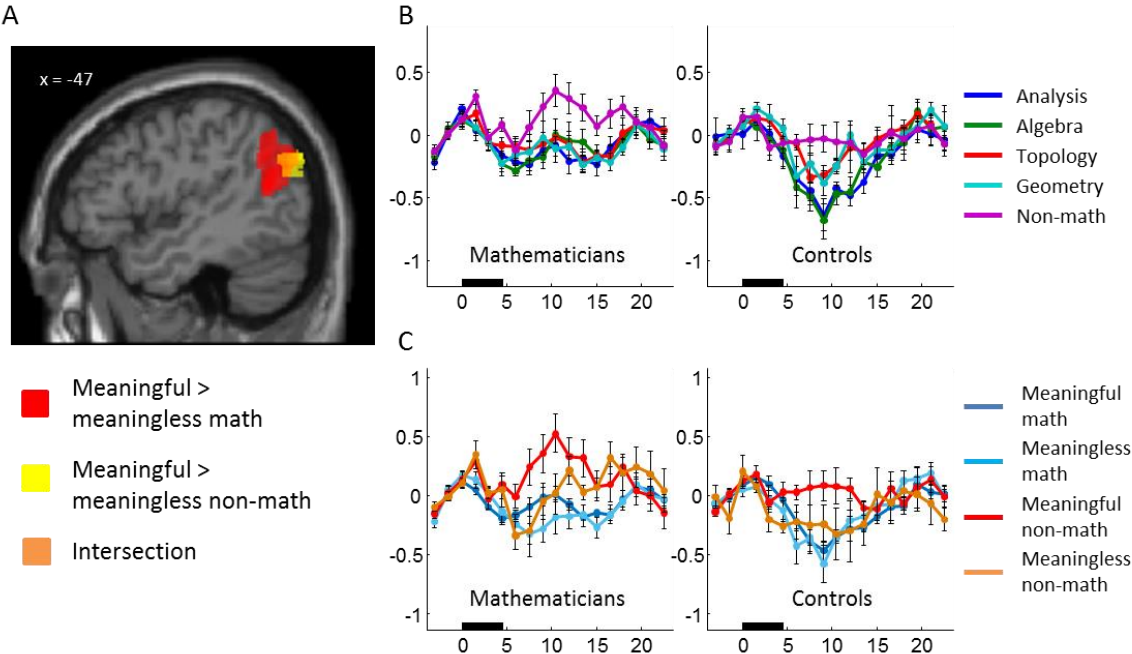 A
x = -47
Meaningful >
meaningless math
Meaningful >
meaningless non-math
Intersection
B
0.5
0
-0.5
-1
Mathematicians
0 5 10 15 20
0.5
0
-0.5
-1
Controls
0 5 10 15 20
Analysis
Algebra
Topology
Geometry
Non-math
C
1
0.5
0
-0.5
-1
Mathematicians
0 5 10 15 20
1
0.5
0
-0.5
-1
Controls
0 5 10 15 20
Meaningful
math
Meaningless
math
Meaningful
non-math
Meaningless
non-math